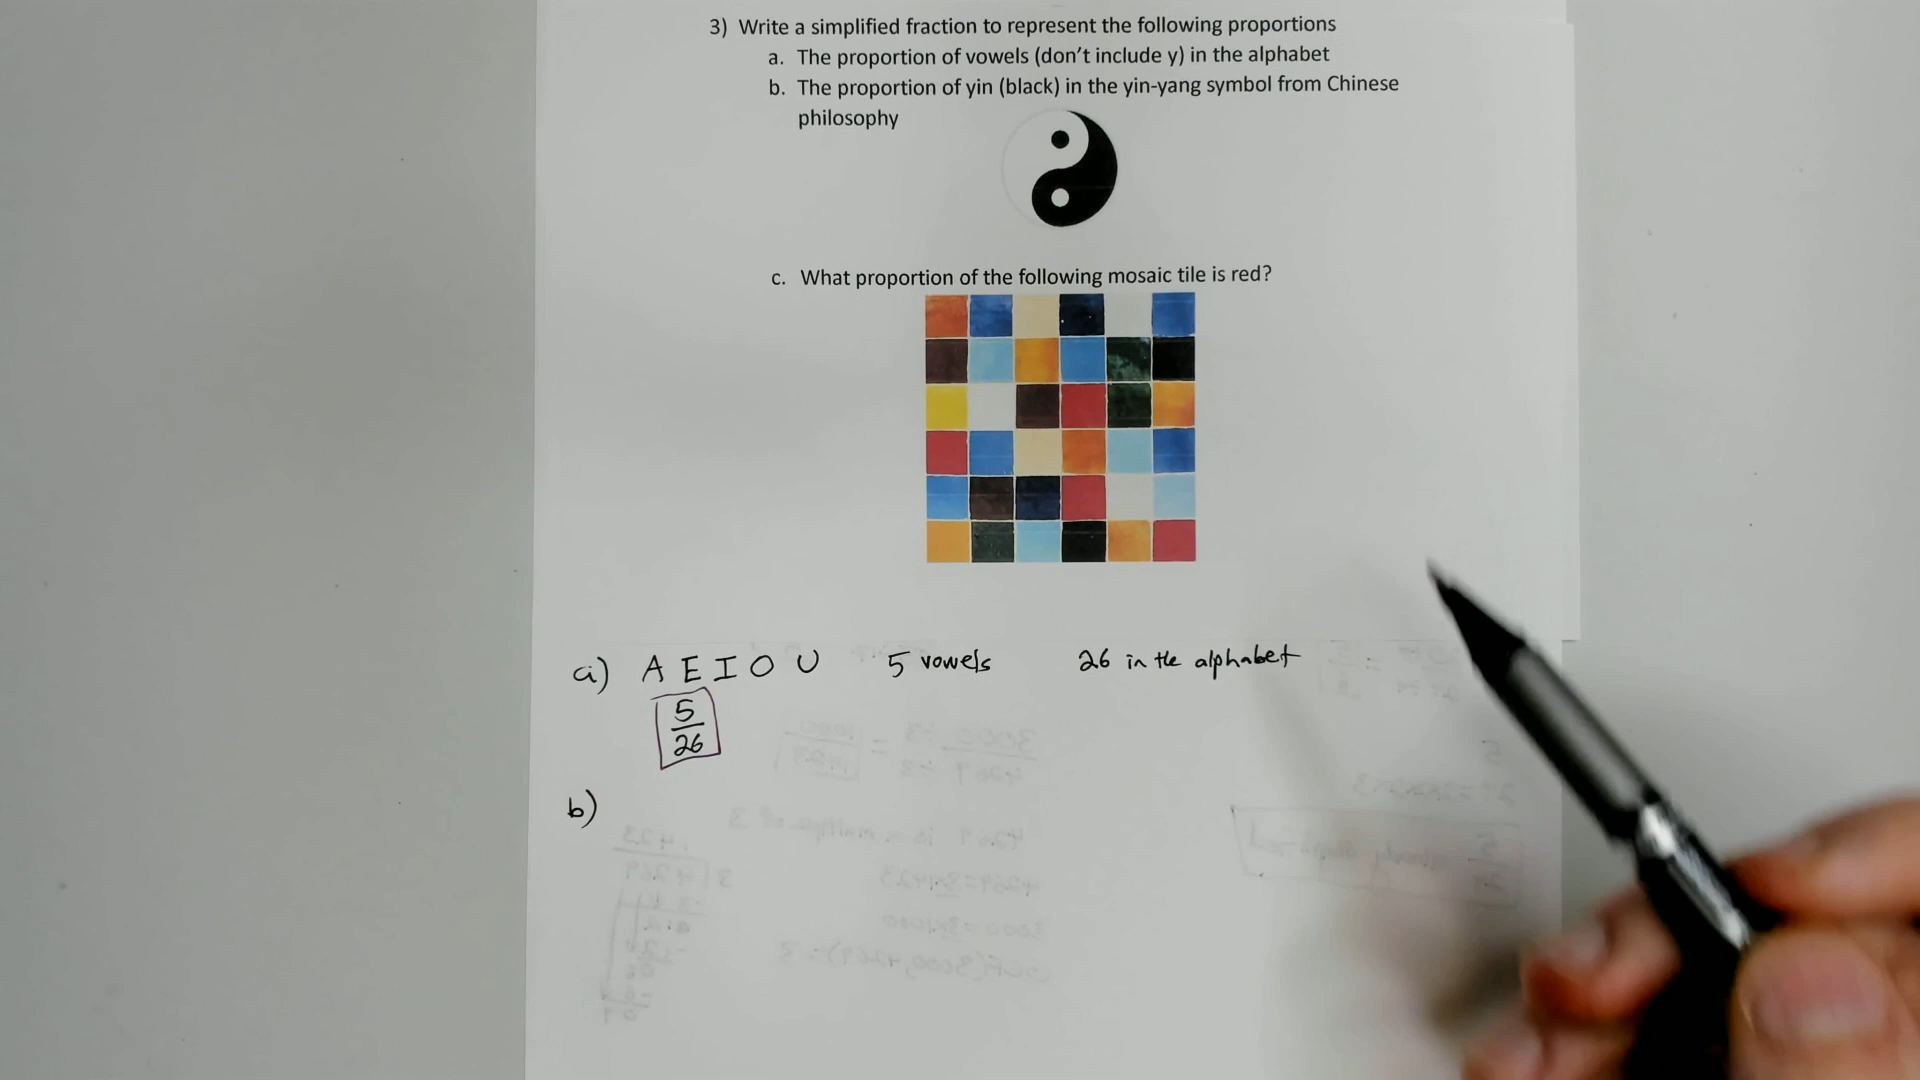 3) Write a simplified fraction to represent the following proportions
a. The proportion of vowels (don't include y) in the alphabet
b. The proportion of yin (black) in the yin-yang symbol from Chinese
philosophy
c. What proportion of the following mosaic tile is red?
a) A E I O U 5 vowels 26 in the alphabet
5
26
b)